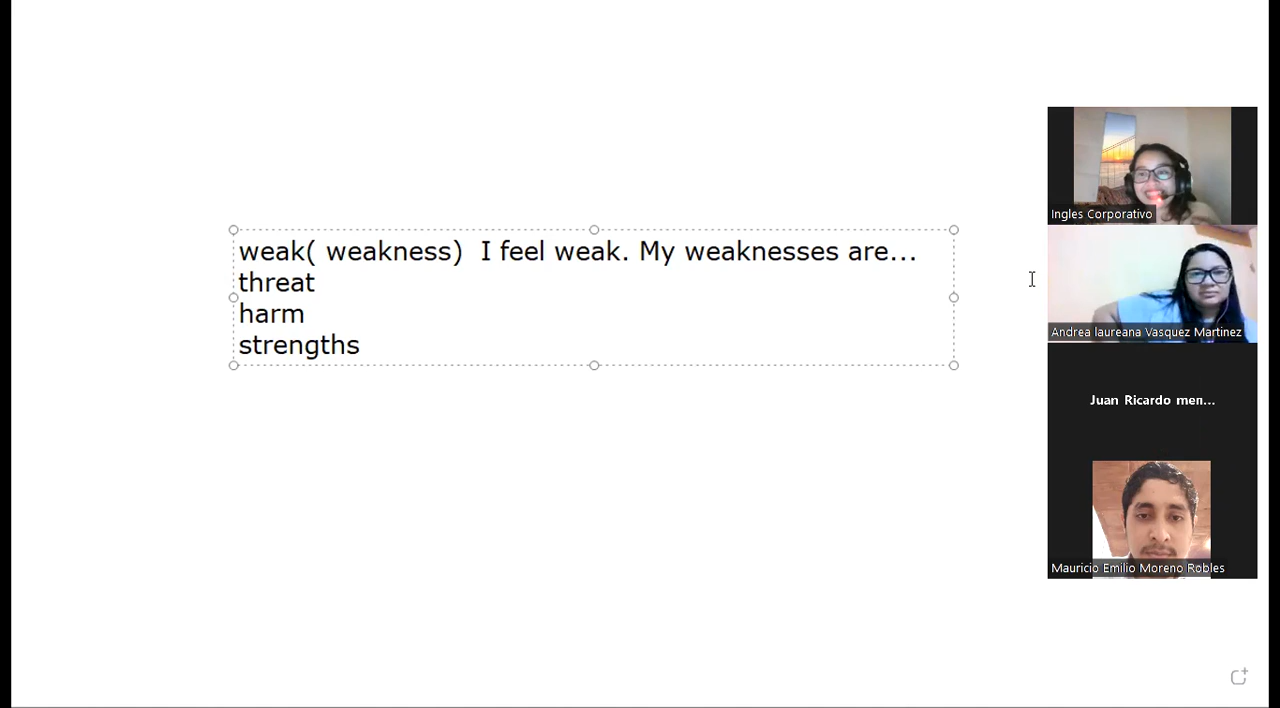 weak( weakness)  I feel weak. My weaknesses are...
threat
harm
strengths
Ingles Corporativo
Andrea laureana Vasquez Martinez
Juan Ricardo men...
Mauricio Emilio Moreno Robles